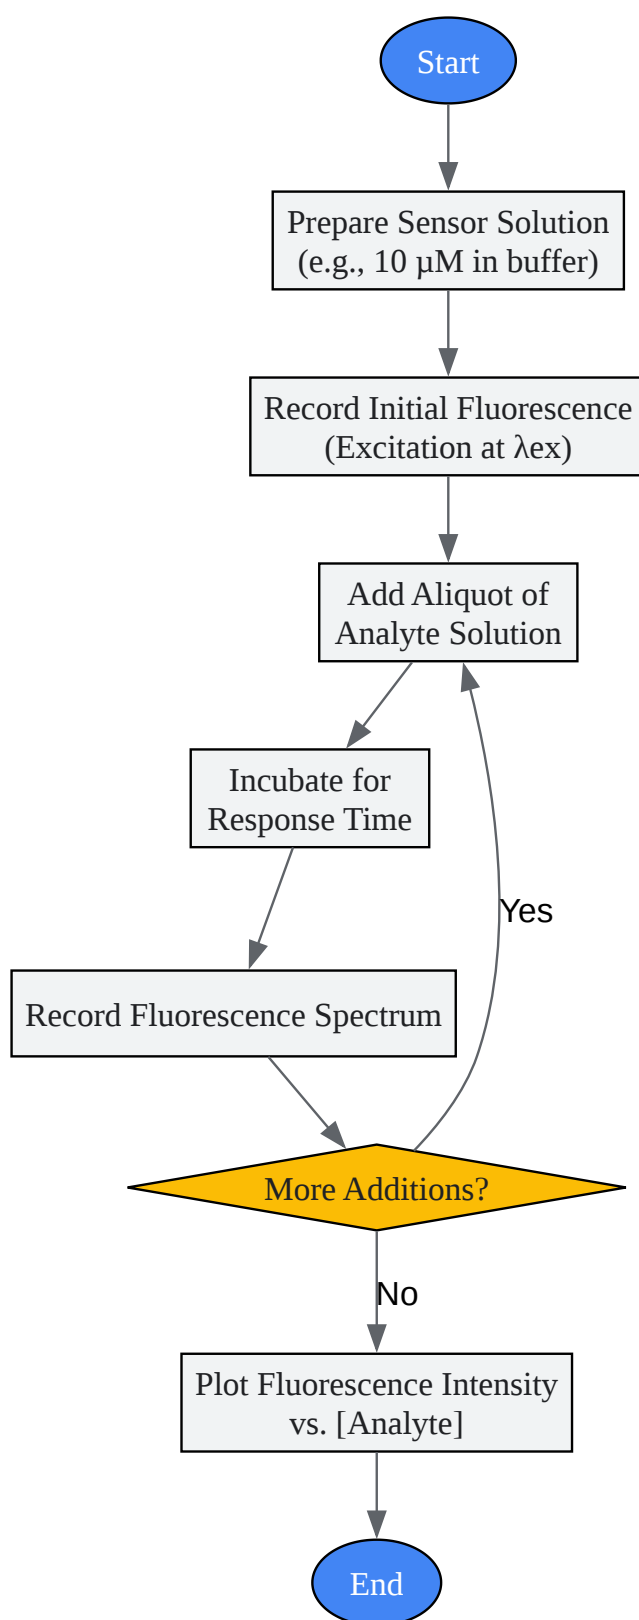 Start
Prepare Sensor Solution
(e.g., 10 µM in buffer)
Record Initial Fluorescence
(Excitation at λex)
Add Aliquot of
Analyte Solution
Incubate for
Response Time
Yes
Record Fluorescence Spectrum
More Additions?
No
Plot Fluorescence Intensity
vs. [Analyte]
End